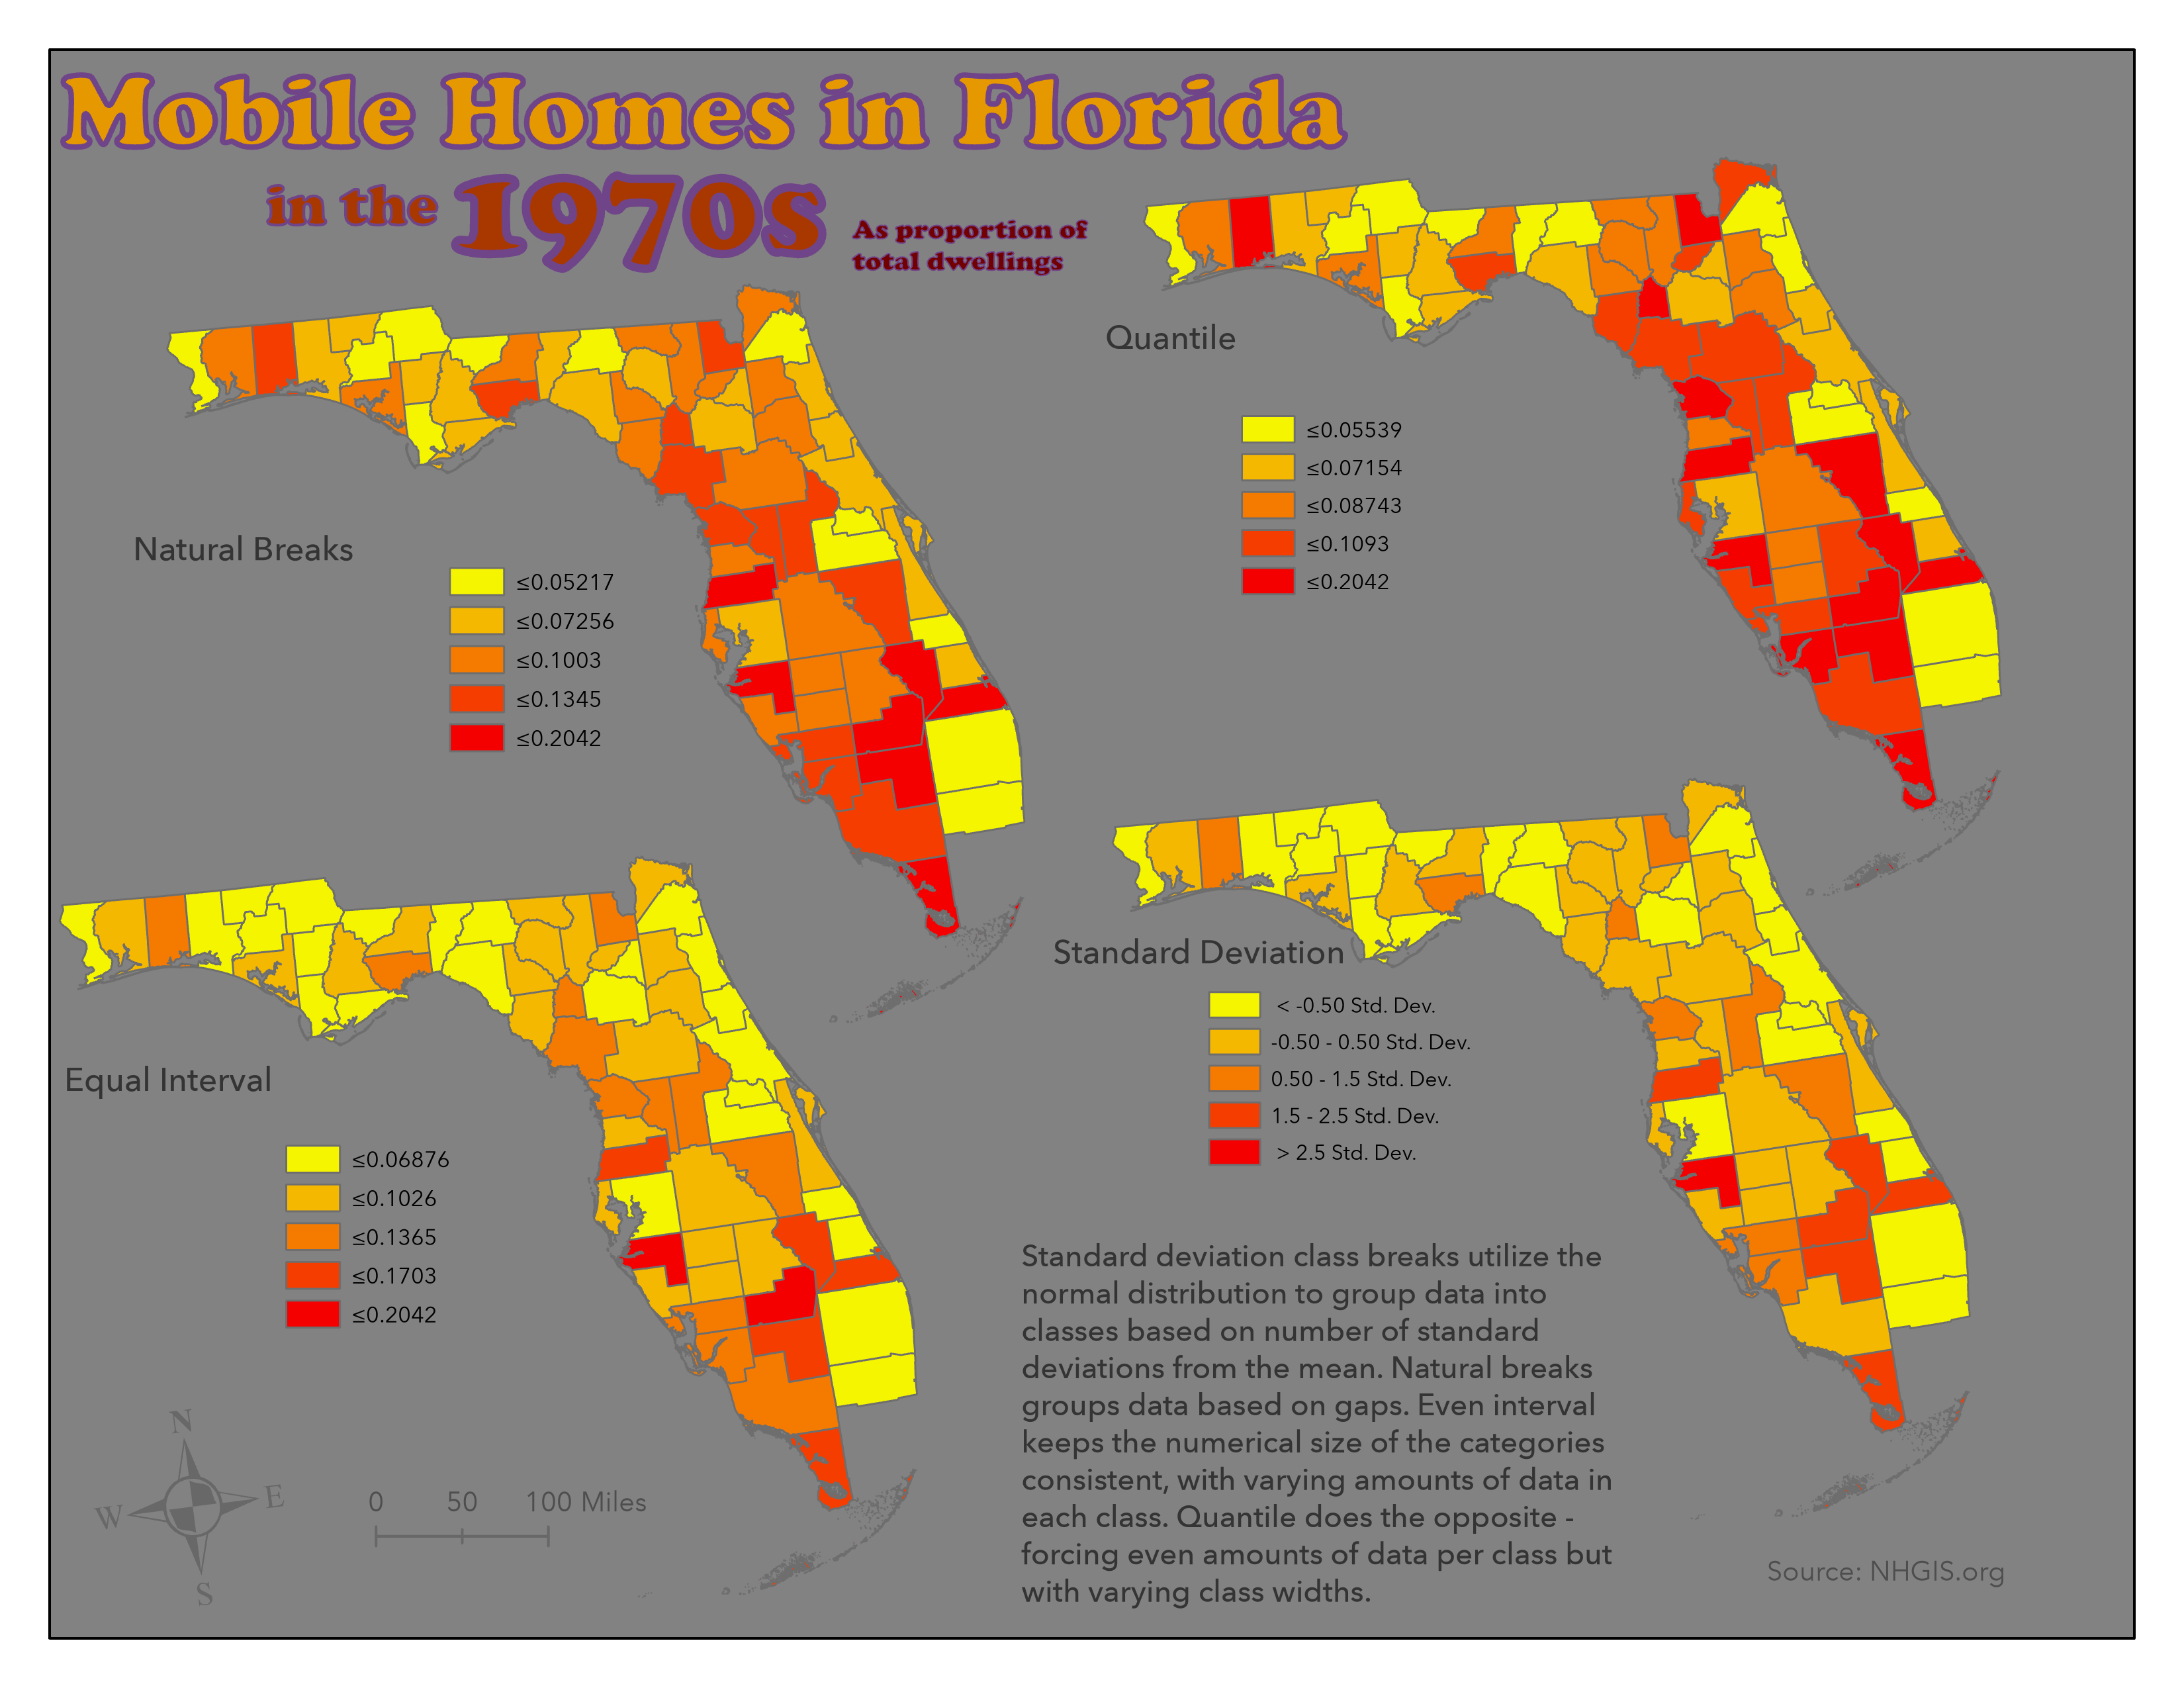 Mobile Homes in Florida
in the 1970s
As proportion of
total dwellings
Quantile
≤0.05539
≤0.07154
≤0.08743
≤0.1093
≤0.2042
Natural Breaks
≤0.05217
≤0.07256
≤0.1003
≤0.1345
≤0.2042
Standard Deviation
< -0.50 Std. Dev.
-0.50 - 0.50 Std. Dev.
0.50 - 1.5 Std. Dev.
1.5 - 2.5 Std. Dev.
> 2.5 Std. Dev.
Equal Interval
≤0.06876
≤0.1026
≤0.1365
≤0.1703
≤0.2042
Standard deviation class breaks utilize the
normal distribution to group data into
classes based on number of standard
deviations from the mean. Natural breaks
groups data based on gaps. Even interval
keeps the numerical size of the categories
consistent, with varying amounts of data in
each class. Quantile does the opposite -
forcing even amounts of data per class but
with varying class widths.
N
W
E
S
0 50 100 Miles
Source: NHGIS.org